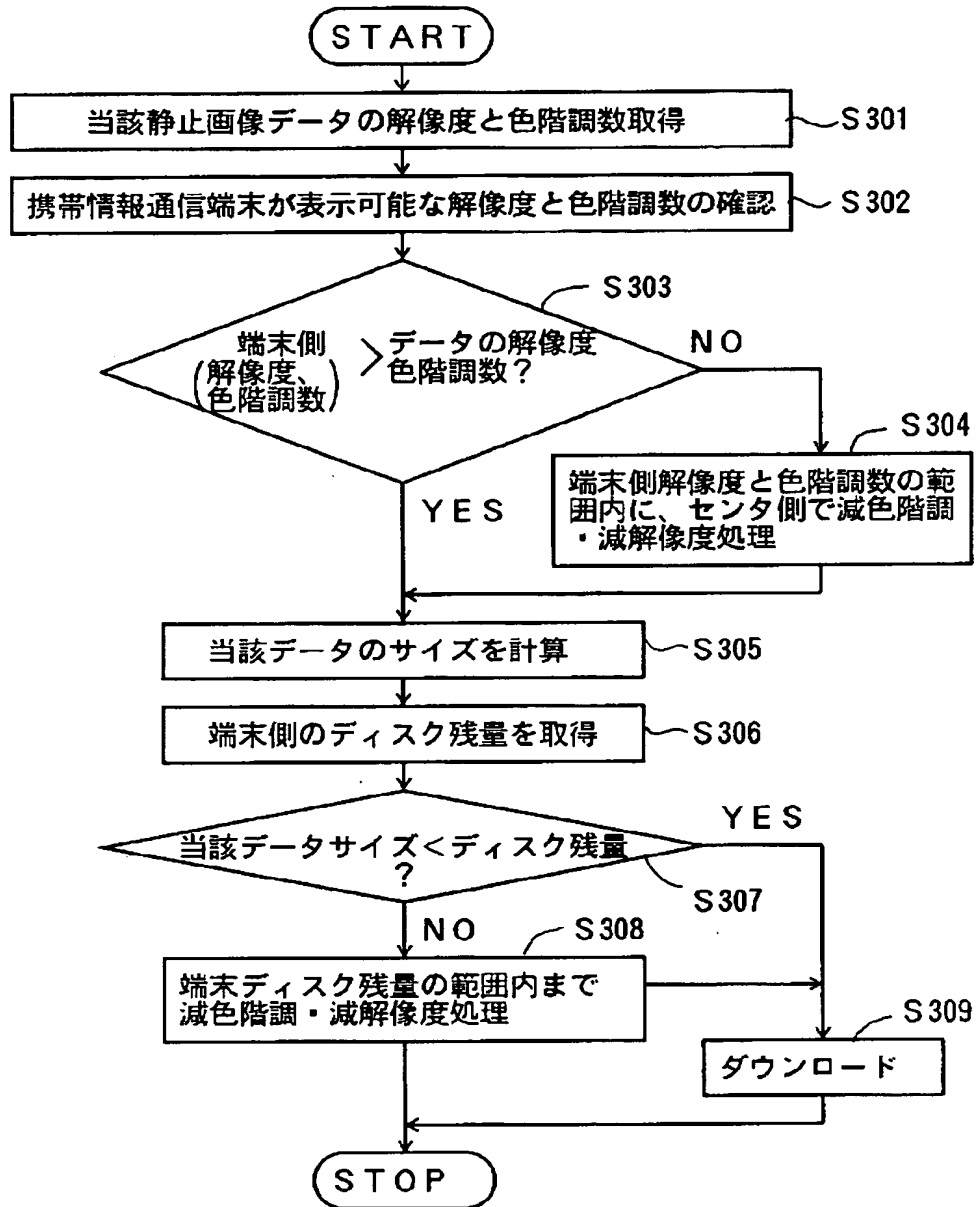 START
当該静止画像データの解像度と色階調数取得
S301
携帯情報通信端末が表示可能な解像度と色階調数の確認
S302
S303
端末側
(解像度、
色階調数)
>
データの解像度
色階調数?
NO
YES
S304
端末側解像度と色階調数の範
囲内に、センタ側で減色階調
・減解像度処理
当該データのサイズを計算
S305
端末側のディスク残量を取得
S306
当該データサイズ<ディスク残量
?
YES
S307
NO
S308
端末ディスク残量の範囲内まで
減色階調・減解像度処理
S309
ダウンロード
STOP